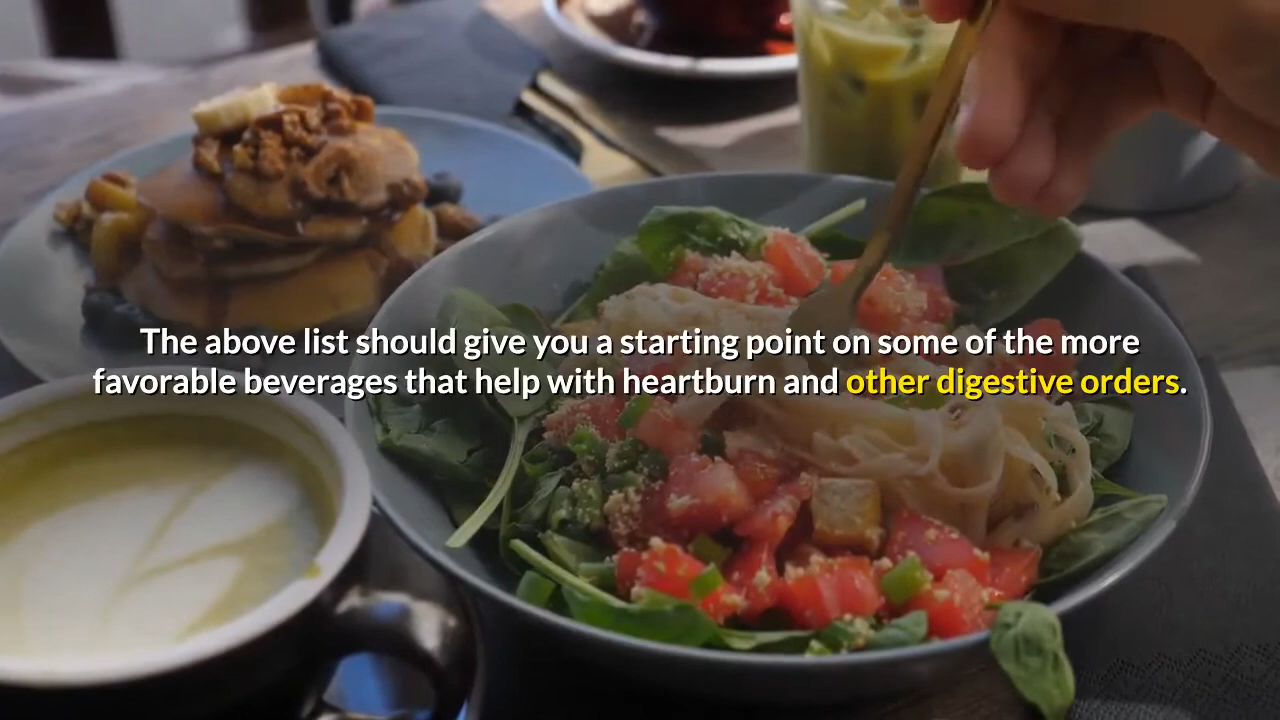 The above list should give you a starting point on some of the more
favorable beverages that help with heartburn and other digestive orders.